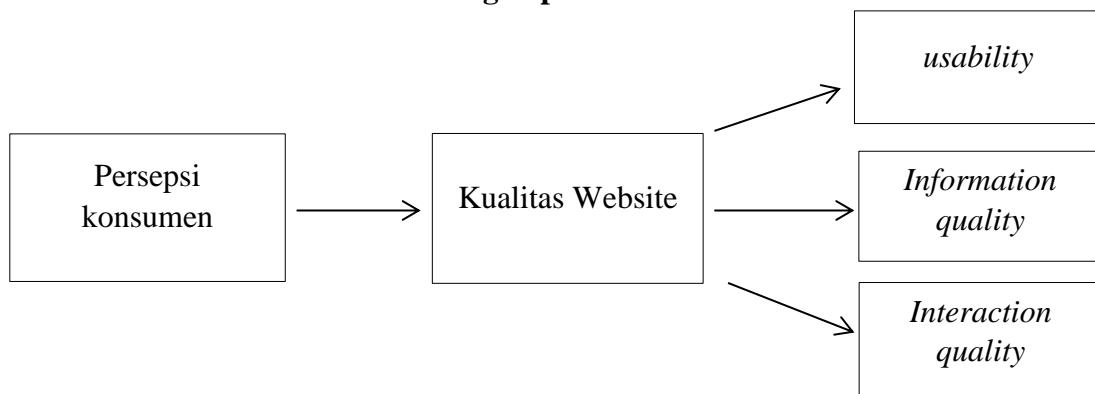 usability
Persepsi
konsumen
Kualitas Website
Information
quality
Interaction
quality